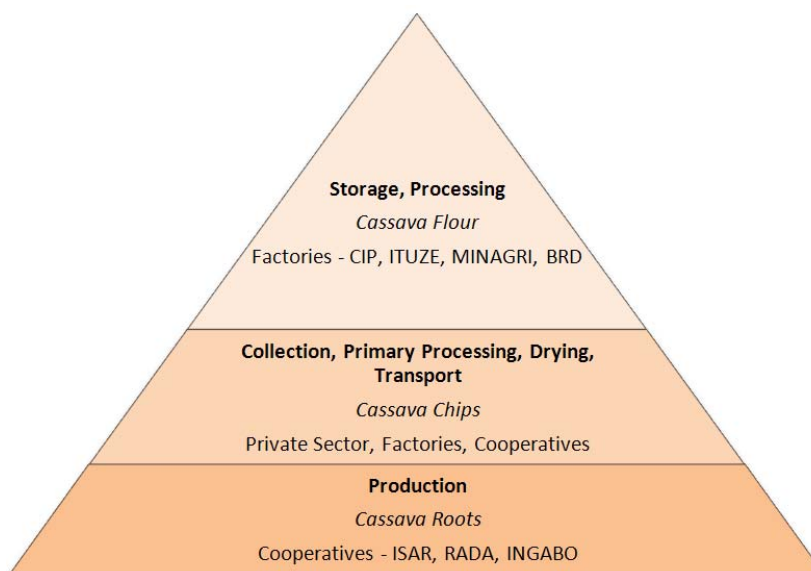 Storage, Processing
Cassava Flour
Factories - CIP, ITUZE, MINAGRI, BRD
Collection, Primary Processing, Drying,
Transport
Cassava Chips
Private Sector, Factories, Cooperatives
Production
Cassava Roots
Cooperatives - ISAR, RADA, INGABO